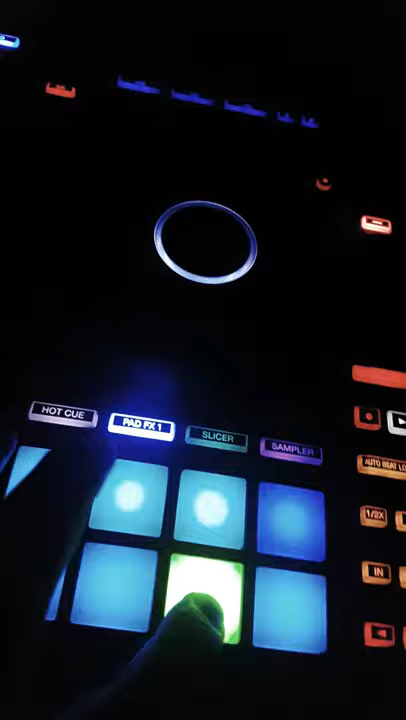 HOT CUE
PAD FX 1
SLICER
SAMPLER
AUTO BEAT LO
1/2X
IN